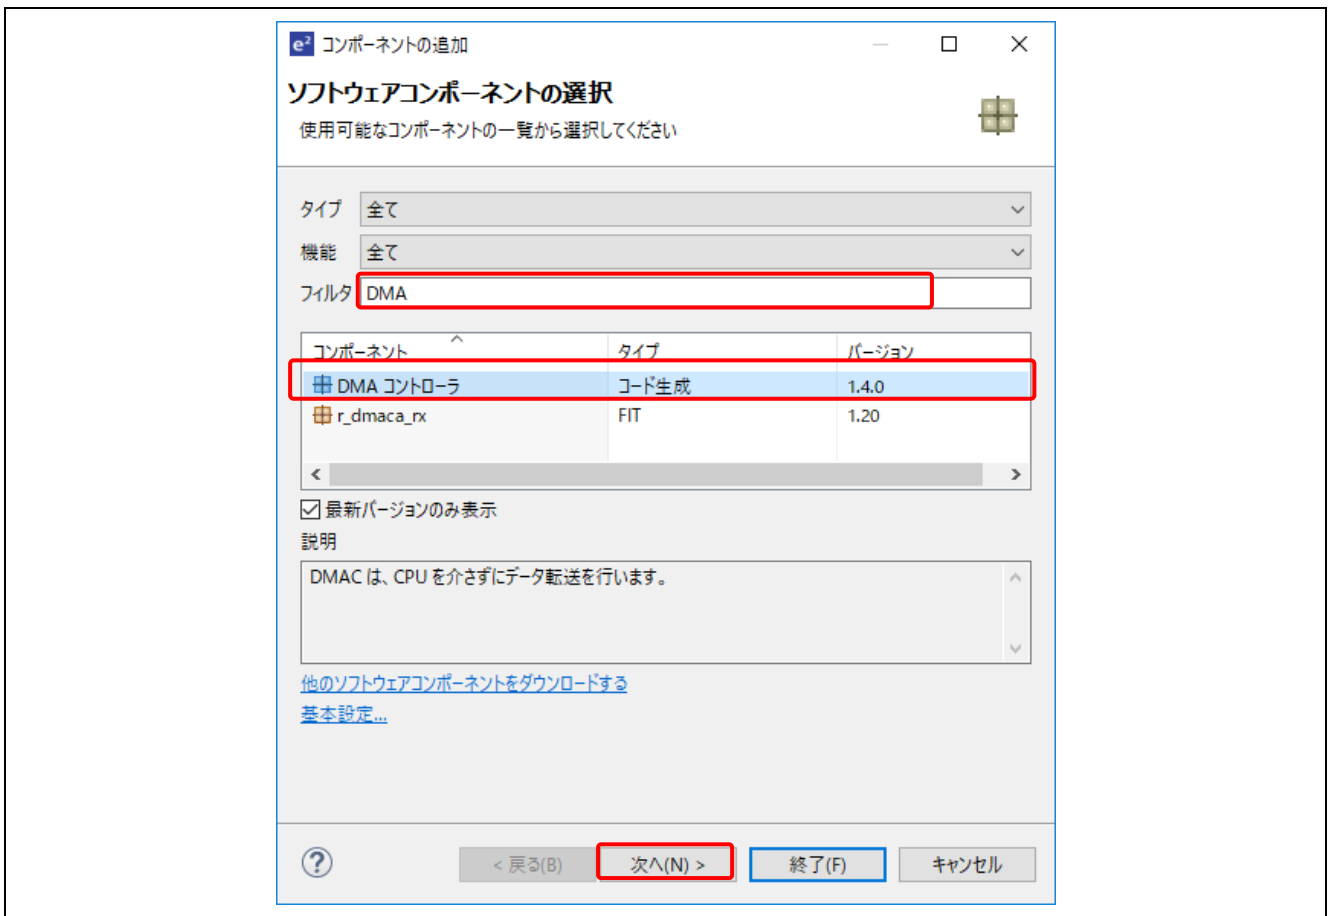 e² コンポーネントの追加
ソフトウェアコンポーネントの選択
使用可能なコンポーネントの一覧から選択してください
タイプ 全て
機能 全て
フィルタ DMA
コンポーネント タイプ バージョン
DMA コントローラ コード生成 1.4.0
r_dmaca_rx FIT 1.20
最新バージョンのみ表示
説明
DMAC は、CPU を介さずにデータ転送を行います。
他のソフトウェアコンポーネントをダウンロードする
基本設定...
? < 戻る(B) 次へ(N) > 終了(F) キャンセル